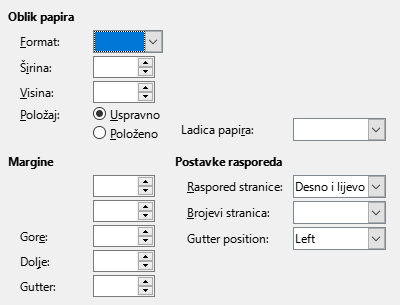 Oblik papira
Format:
Širina:
Visina:
Položaj: Uspravno
Položeno
Ladica papira:
Margine
Postavke rasporeda
Raspored stranice: Desno i lijevo
Brojevi stranica:
Gore:
Gutter position: Left
Dolje:
Gutter: